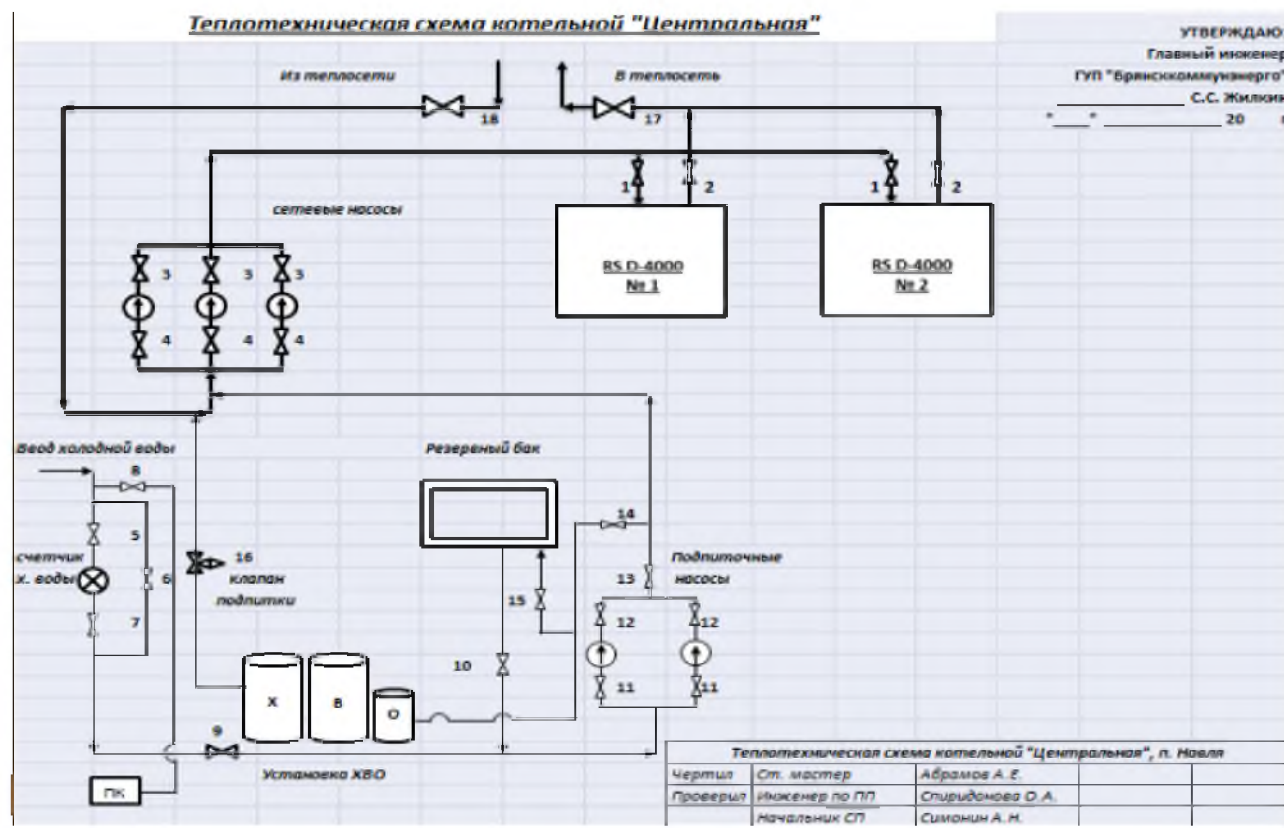 Теплотехническая схема котельной "Центральная"
УТВЕРЖДАЮ
Главный инженер
ГУП "Брянсккоммунэнерго"
С.С. Жилкин
"___" ____________ 20
Из теплосети
В теплосеть
18
17
1
2
1
2
сетевые насосы
RS D-4000
№ 1
RS D-4000
№ 2
3
3
3
4
4
4
Ввод холодной воды
8
Резервный бак
14
5
счетчик
х. воды
6
16
клапан
подпитки
Подпиточные
насосы
13
7
15
12
12
10
11
11
Х
В
О
9
Установка ХВО
ПК
Теплотехническая схема котельной "Центральная", п. Навля
Чертил Ст. мастер Абрамов А.Е.
Проверил Инженер по ПП Спиридонова О.А.
Начальник СП Симонин А.Н.